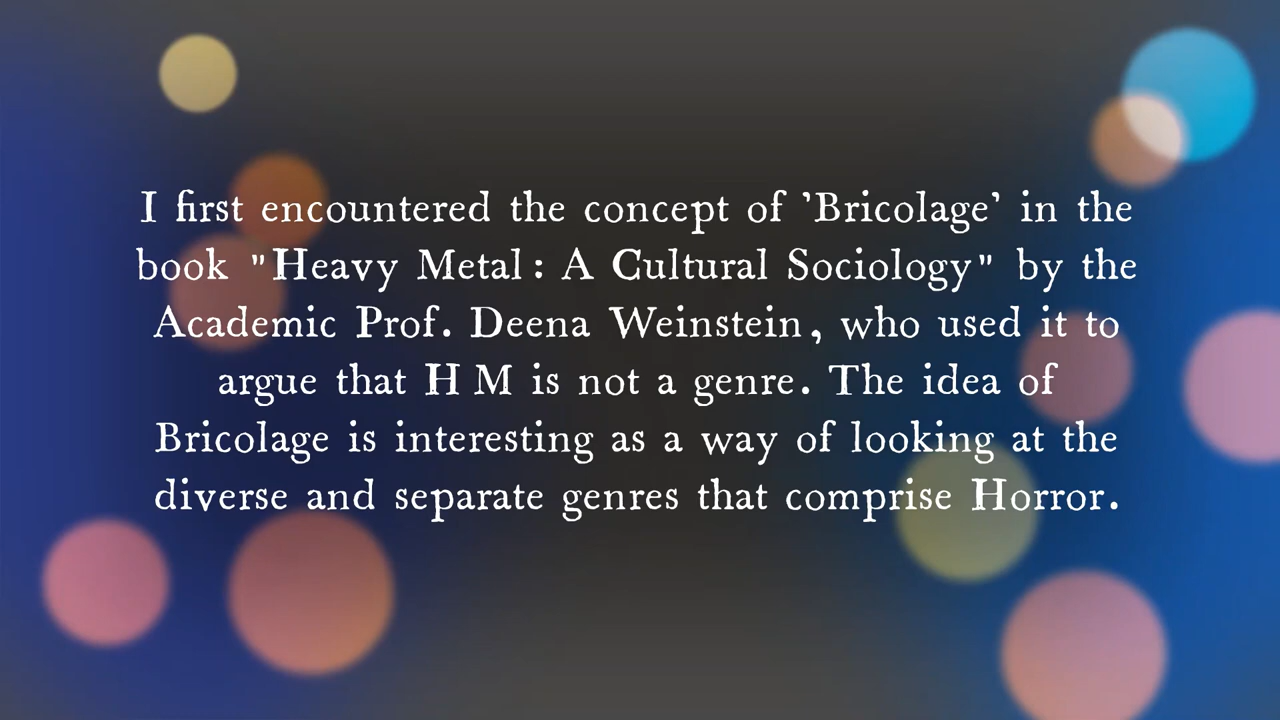 I first encountered the concept of 'Bricolage' in the
book "Heavy Metal: A Cultural Sociology" by the
Academic Prof. Deena Weinstein, who used it to
argue that H M is not a genre. The idea of
Bricolage is interesting as a way of looking at the
diverse and separate genres that comprise Horror.